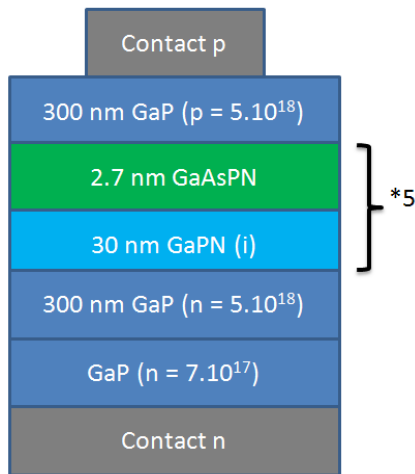 Contact p
300 nm GaP (p = 5.10¹⁸)
2.7 nm GaAsPN
*5
30 nm GaPN (i)
300 nm GaP (n = 5.10¹⁸)
GaP (n = 7.10¹⁷)
Contact n